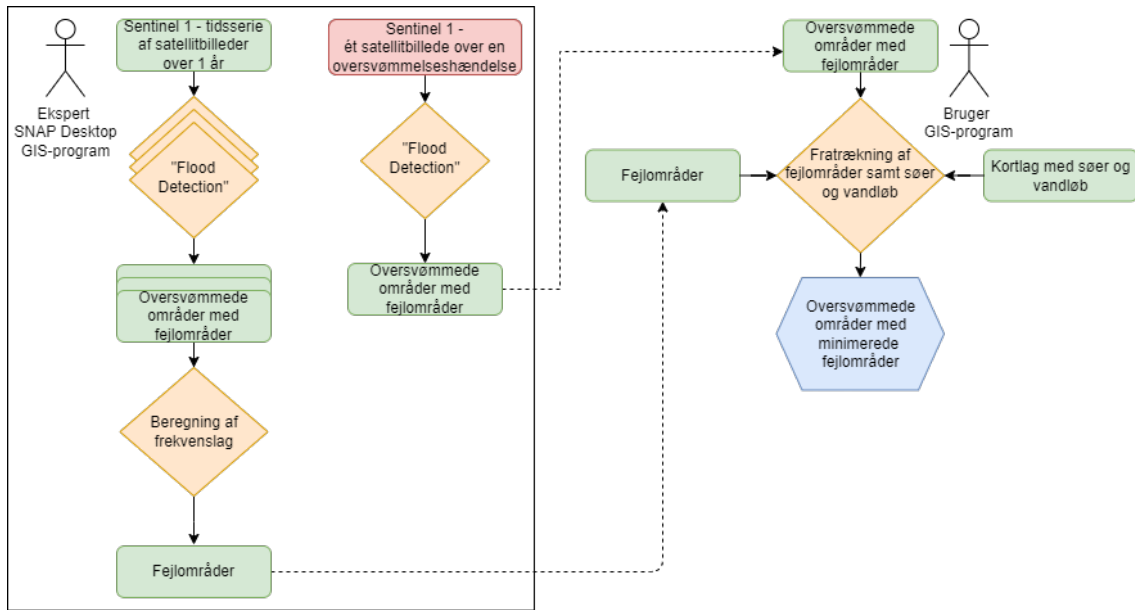 Ekspert
SNAP Desktop
GIS-program
Sentinel 1 - tidsserie
af satellitbilleder
over 1 år
"Flood
Detection"
Oversvømmede
områder med
fejlområder
Beregning af
frekvenslag
Fejlområder
Sentinel 1 -
ét satellitbillede over en
oversvømmelseshændelse
"Flood
Detection"
Oversvømmede
områder med
fejlområder
Oversvømmede
områder med
fejlområder
Bruger
GIS-program
Fejlområder
Fratrækning af
fejlområder samt søer
og vandløb
Kortlag med søer og
vandløb
Oversvømmede
områder med
minimerede
fejlområder